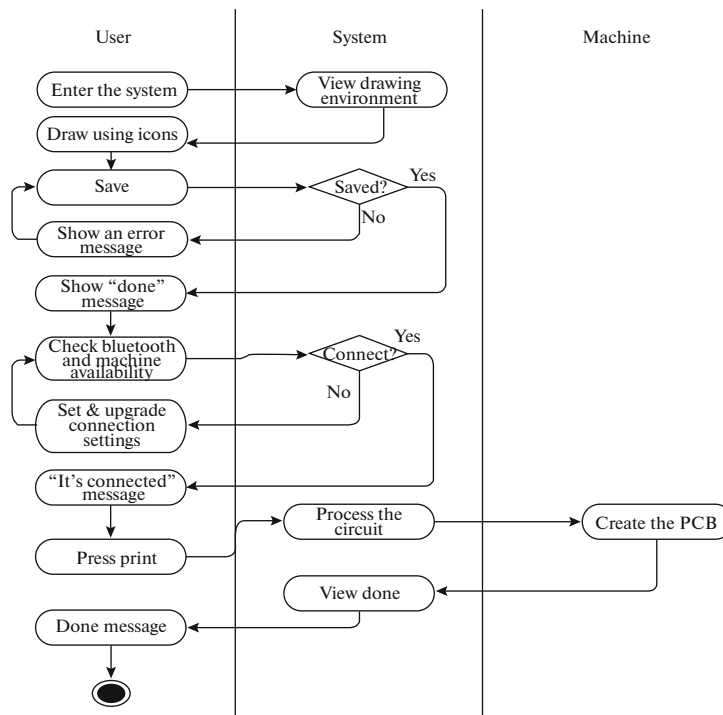 User
System
Machine
Enter the system
View drawing
environment
Draw using icons
Save
Saved?
Yes
No
Show an error
message
Show “done”
message
Check bluetooth
and machine
availability
Connect?
Yes
No
Set & upgrade
connection
settings
“It’s connected”
message
Process the
circuit
Create the PCB
Press print
View done
Done message